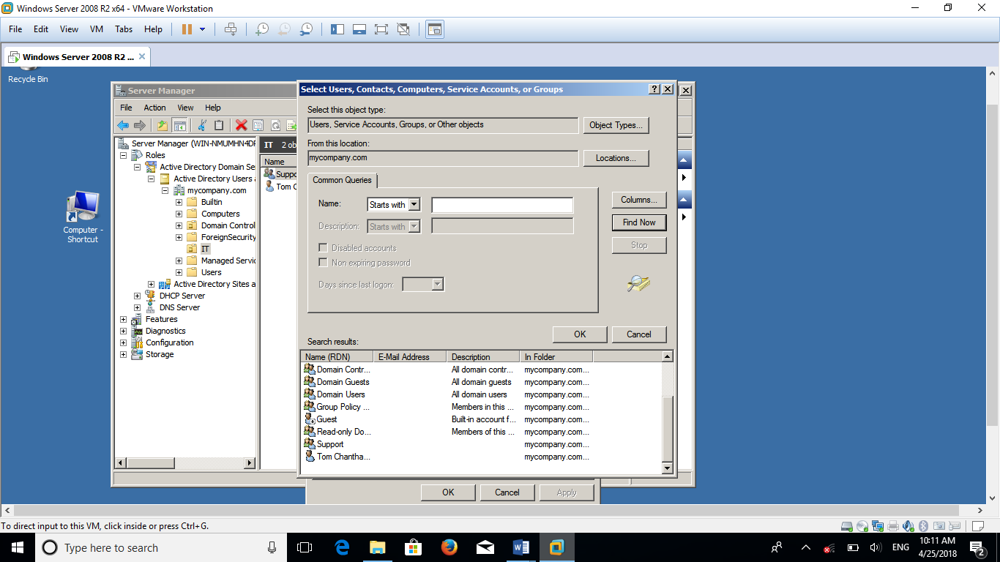 Windows Server 2008 R2 x64 - VMware Workstation
File Edit View VM Tabs Help
Windows Server 2008 R2 ...
Recycle Bin
Computer -
Shortcut
Server Manager
File Action View Help
Server Manager (WIN-NMUMHN4DF
Roles
Active Directory Domain Se
Active Directory Users
mycompany.com
Builtin
Computers
Domain Control
ForeignSecurity
IT
Managed Servic
Users
Active Directory Sites a
DHCP Server
DNS Server
Features
Diagnostics
Configuration
Storage
IT 2 ob
Name
Suppo
Tom C
Select Users, Contacts, Computers, Service Accounts, or Groups
Select this object type:
Users, Service Accounts, Groups, or Other objects
Object Types...
From this location:
mycompany.com
Locations...
Common Queries
Name: Starts with
Description: Starts with
Disabled accounts
Non expiring password
Days since last logon:
Columns...
Find Now
Stop
OK Cancel
Search results:
Name (RDN) E-Mail Address Description In Folder
Domain Contr... All domain contr... mycompany.com...
Domain Guests All domain guests mycompany.com...
Domain Users All domain users mycompany.com...
Group Policy ... Members in this ... mycompany.com...
Guest Built-in account f... mycompany.com...
Read-only Do... Members of this ... mycompany.com...
Support mycompany.com...
Tom Chantha... mycompany.com...
OK Cancel Apply
To direct input to this VM, click inside or press Ctrl+G.
Type here to search
ENG
10:11 AM
4/25/2018
2